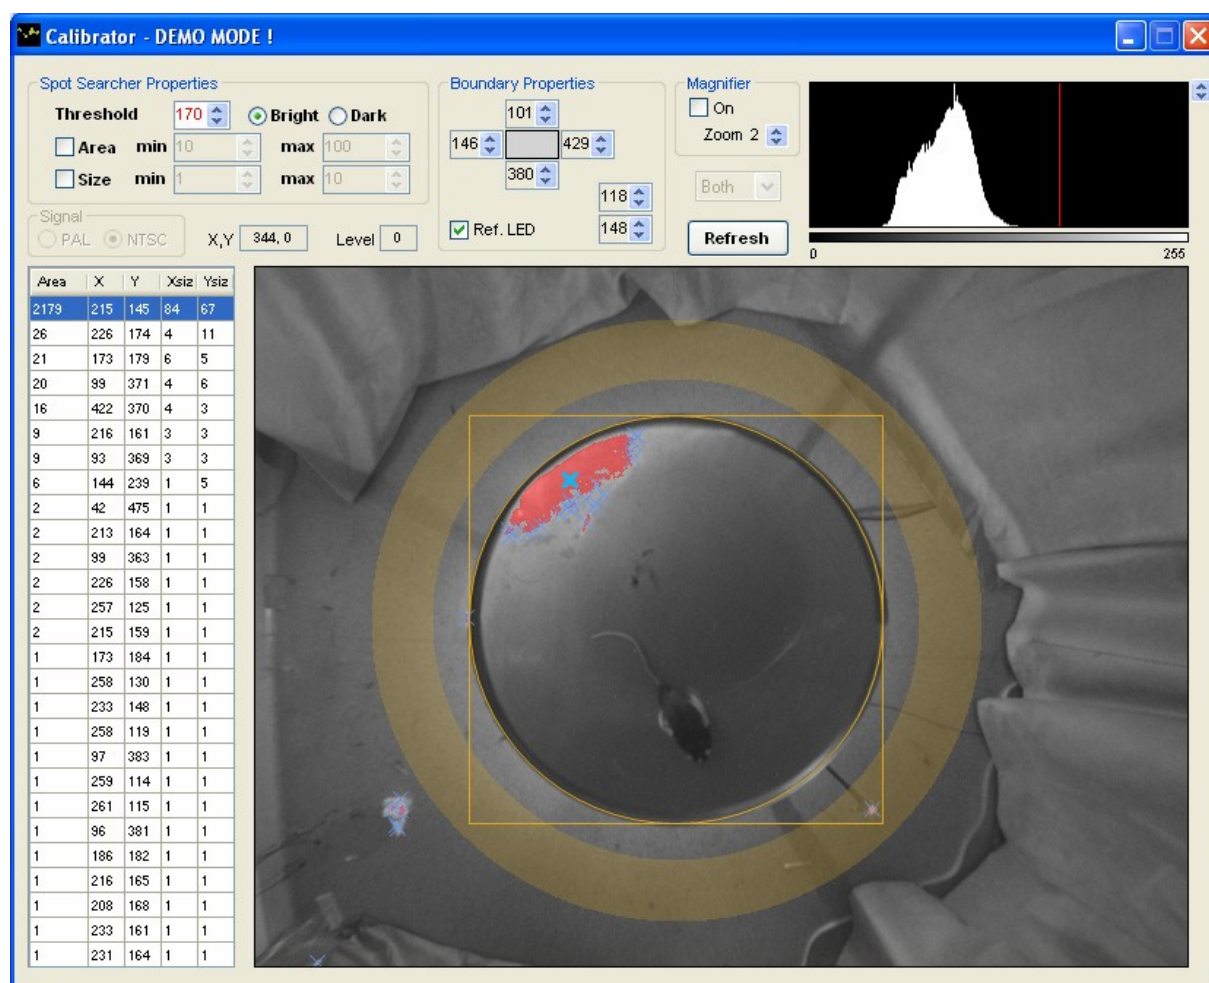 Calibrator - DEMO MODE !
Spot Searcher Properties
Threshold 170 Bright Dark
Area min 10 max 100
Size min 1 max 10
Signal
PAL NTSC X,Y 344, 0 Level 0
Boundary Properties
101
146 429
380
118
Ref. LED 148
Magnifier
On
Zoom 2
Both
Refresh
0 255
Area X Y Xsiz Ysiz
2179 215 145 84 67
26 226 174 4 11
21 173 179 6 5
20 99 371 4 6
16 422 370 4 3
9 216 161 3 3
9 93 369 3 3
6 144 239 1 5
2 42 475 1 1
2 213 164 1 1
2 99 363 1 1
2 226 158 1 1
2 257 125 1 1
2 215 159 1 1
1 173 184 1 1
1 258 130 1 1
1 233 148 1 1
1 258 119 1 1
1 97 383 1 1
1 259 114 1 1
1 261 115 1 1
1 96 381 1 1
1 186 182 1 1
1 216 165 1 1
1 208 168 1 1
1 233 161 1 1
1 231 164 1 1